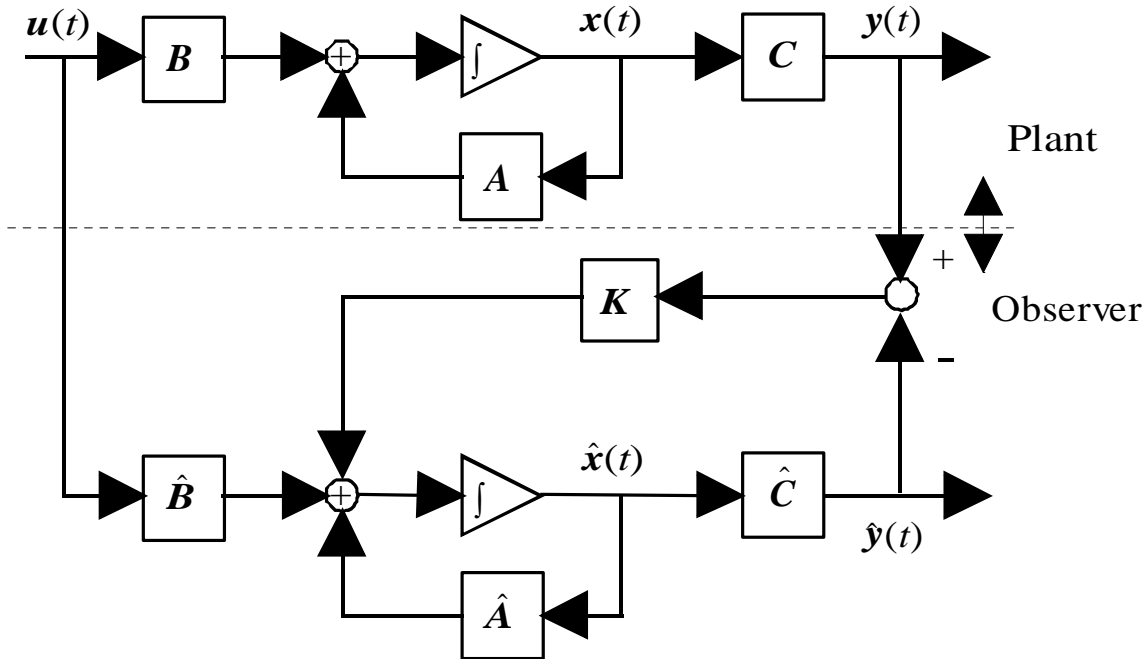 u(t)
x(t)
y(t)
B
+
∫
C
A
Plant
+
Observer
K
-
x̂(t)
B̂
+
∫
Ĉ
ŷ(t)
Â